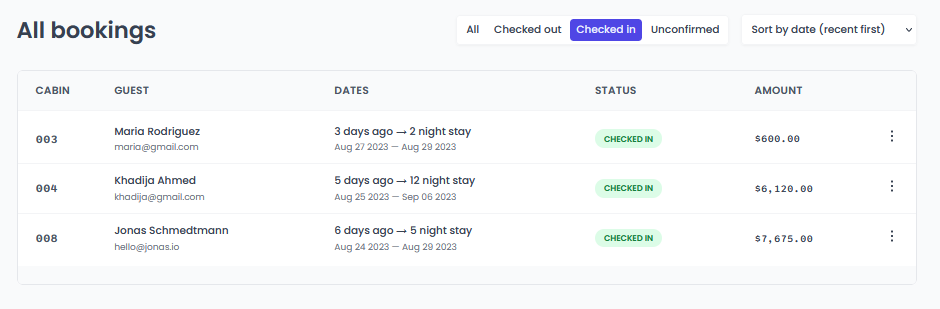 All bookings
All Checked out Checked in Unconfirmed Sort by date (recent first)
CABIN GUEST DATES STATUS AMOUNT
003 Maria Rodriguez 3 days ago → 2 night stay CHECKED IN $600.00
maria@gmail.com Aug 27 2023 — Aug 29 2023
004 Khadija Ahmed 5 days ago → 12 night stay CHECKED IN $6,120.00
khadija@gmail.com Aug 25 2023 — Sep 06 2023
008 Jonas Schmedtmann 6 days ago → 5 night stay CHECKED IN $7,675.00
hello@jonas.io Aug 24 2023 — Aug 29 2023